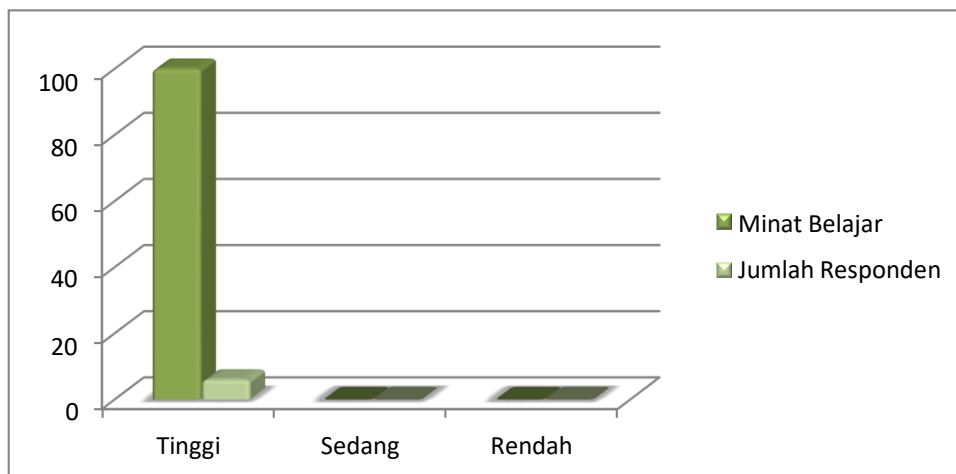 100
80
60
40
20
0
Tinggi
Sedang
Rendah
Minat Belajar
Jumlah Responden